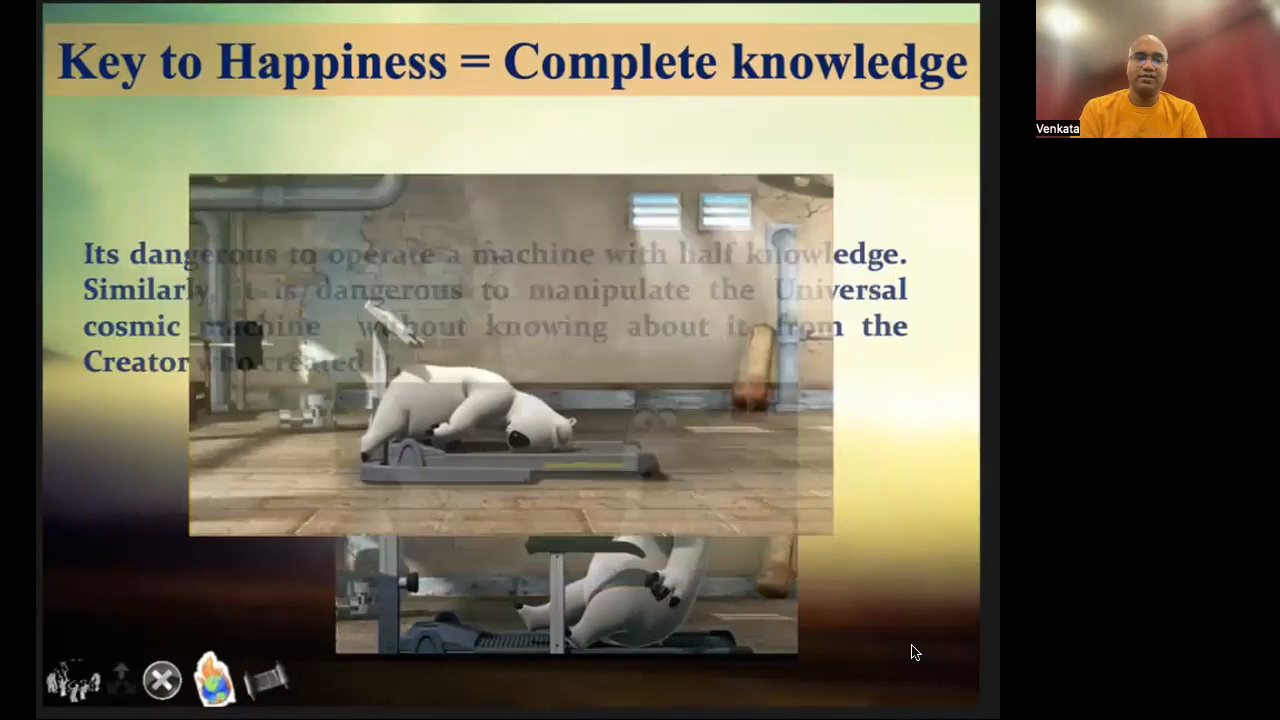 Key to Happiness = Complete knowledge
Its dangerous to operate a machine with half knowledge.
Similarly it is dangerous to manipulate the Universal
cosmic machine without knowing about it from the
Creator who created it.
Venkata